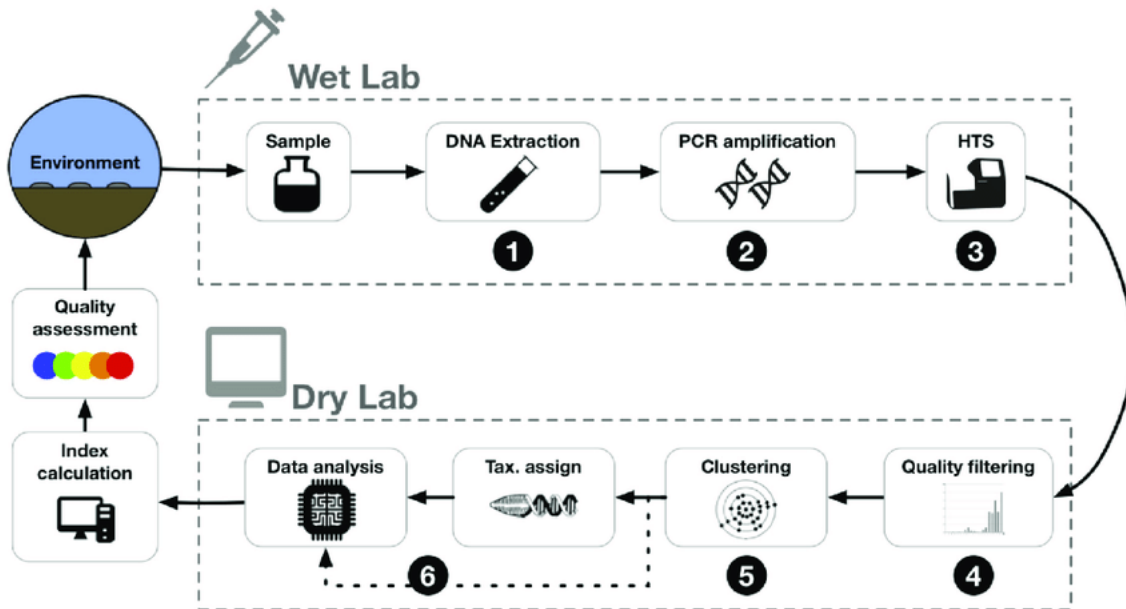 Wet Lab
Environment
Sample
DNA Extraction
PCR amplification
HTS
1
2
3
Quality
assessment
Dry Lab
Index
calculation
Data analysis
Tax. assign
Clustering
Quality filtering
6
5
4